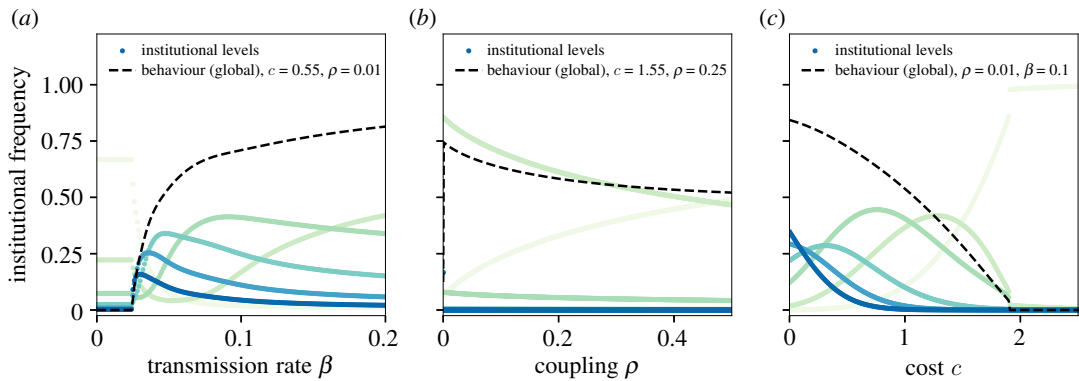 (a)
(b)
(c)
institutional levels
behaviour (global), c = 0.55, ρ = 0.01
institutional levels
behaviour (global), c = 1.55, ρ = 0.25
institutional levels
behaviour (global), ρ = 0.01, β = 0.1
institutional frequency
1.00
0.75
0.50
0.25
0
0 0.1 0.2
0 0.2 0.4
0 1 2
transmission rate β
coupling ρ
cost c